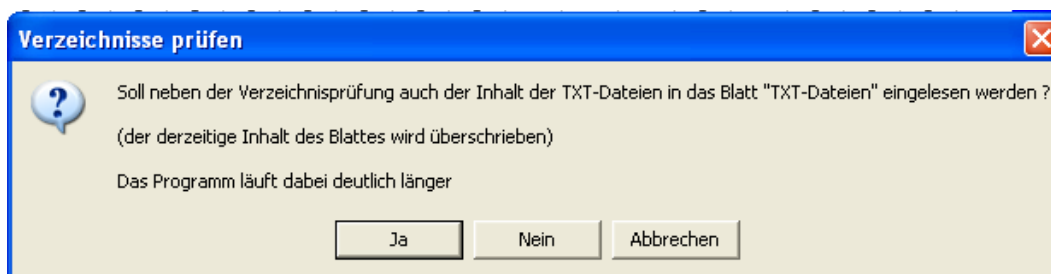 Verzeichnisse prüfen
Soll neben der Verzeichnisprüfung auch der Inhalt der TXT-Dateien in das Blatt "TXT-Dateien" eingelesen werden ?
(der derzeitige Inhalt des Blattes wird überschrieben)
Das Programm läuft dabei deutlich länger
Ja Nein Abbrechen